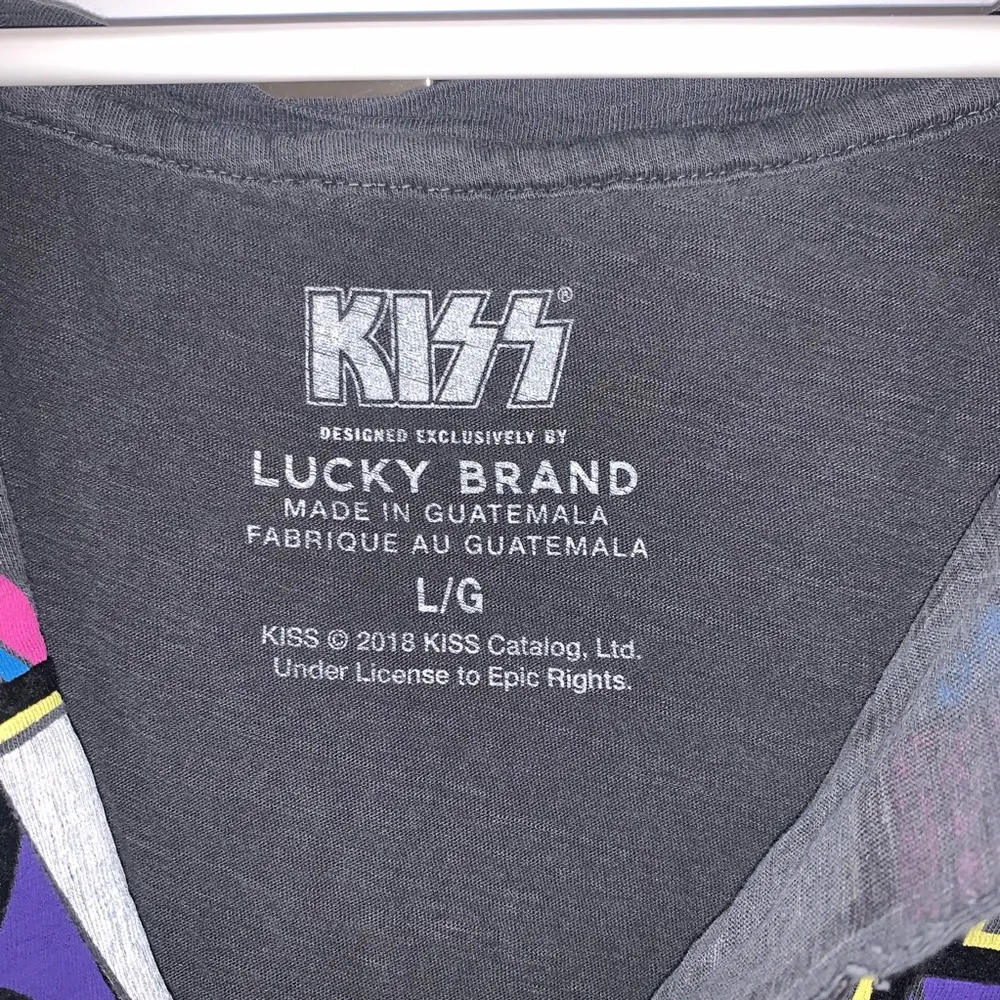 KISS®
DESIGNED EXCLUSIVELY BY
LUCKY BRAND
MADE IN GUATEMALA
FABRIQUE AU GUATEMALA
L/G
KISS © 2018 KISS Catalog, Ltd.
Under License to Epic Rights.